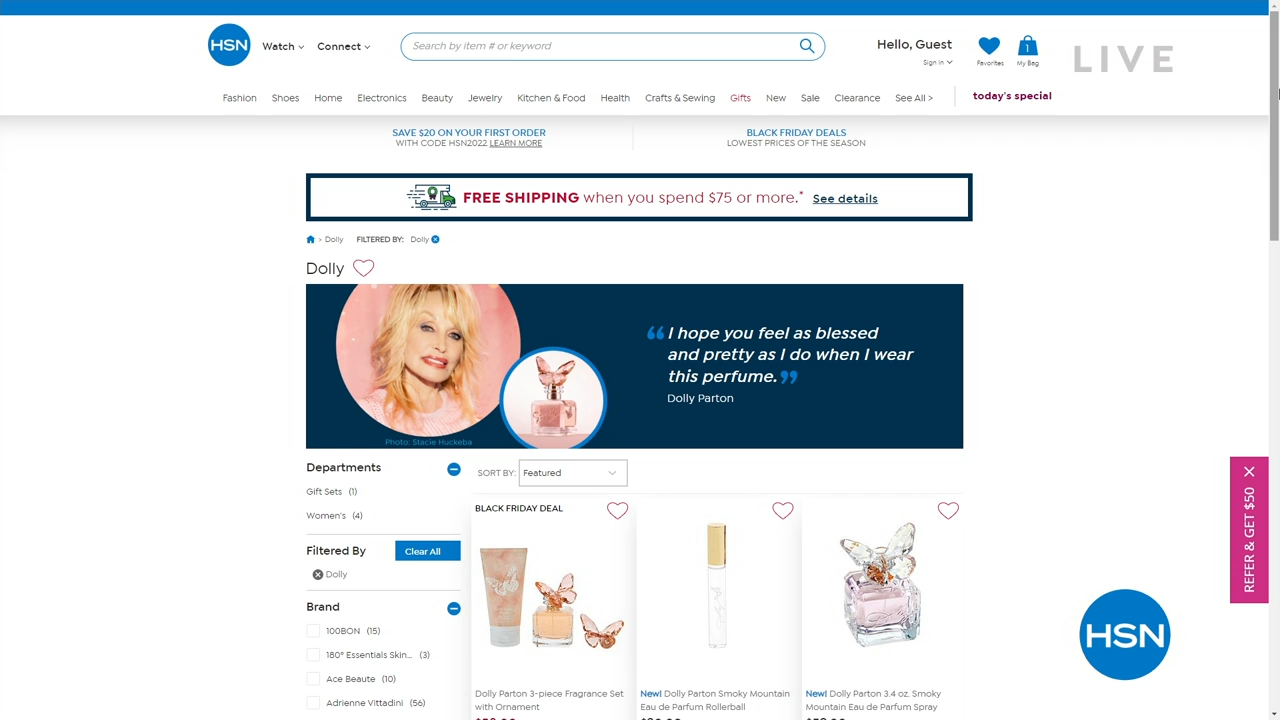 HSN
Watch
Connect
Search by item # or keyword
Hello, Guest
Sign In
Favorites
1
My Bag
LIVE
Fashion
Shoes
Home
Electronics
Beauty
Jewelry
Kitchen & Food
Health
Crafts & Sewing
Gifts
New
Sale
Clearance
See All >
today's special
SAVE $20 ON YOUR FIRST ORDER
WITH CODE HSN2022 LEARN MORE
BLACK FRIDAY DEALS
LOWEST PRICES OF THE SEASON
FREE SHIPPING when you spend $75 or more.* See details
> Dolly FILTERED BY: Dolly
Dolly
“ I hope you feel as blessed
and pretty as I do when I wear
this perfume. ”
Dolly Parton
Photo: Stacie Huckeba
Departments
Gift Sets (1)
Women's (4)
Filtered By
Clear All
Dolly
Brand
100BON (15)
180° Essentials Skin... (3)
Ace Beaute (10)
Adrienne Vittadini (56)
SORT BY: Featured
BLACK FRIDAY DEAL
Dolly Parton 3-piece Fragrance Set
with Ornament
New! Dolly Parton Smoky Mountain
Eau de Parfum Rollerball
New! Dolly Parton 3.4 oz. Smoky
Mountain Eau de Parfum Spray
REFER & GET $50
HSN